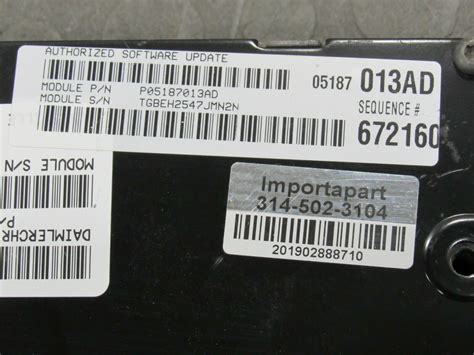 AUTHORIZED SOFTWARE UPDATE
MODULE P/N P05187013AD
MODULE S/N TGBEH2547JMN2N
05187 013AD
SEQUENCE #
672160
Importapart
314-502-3104
201902888710
MODULE S/N
DAIMLERCHR
P/